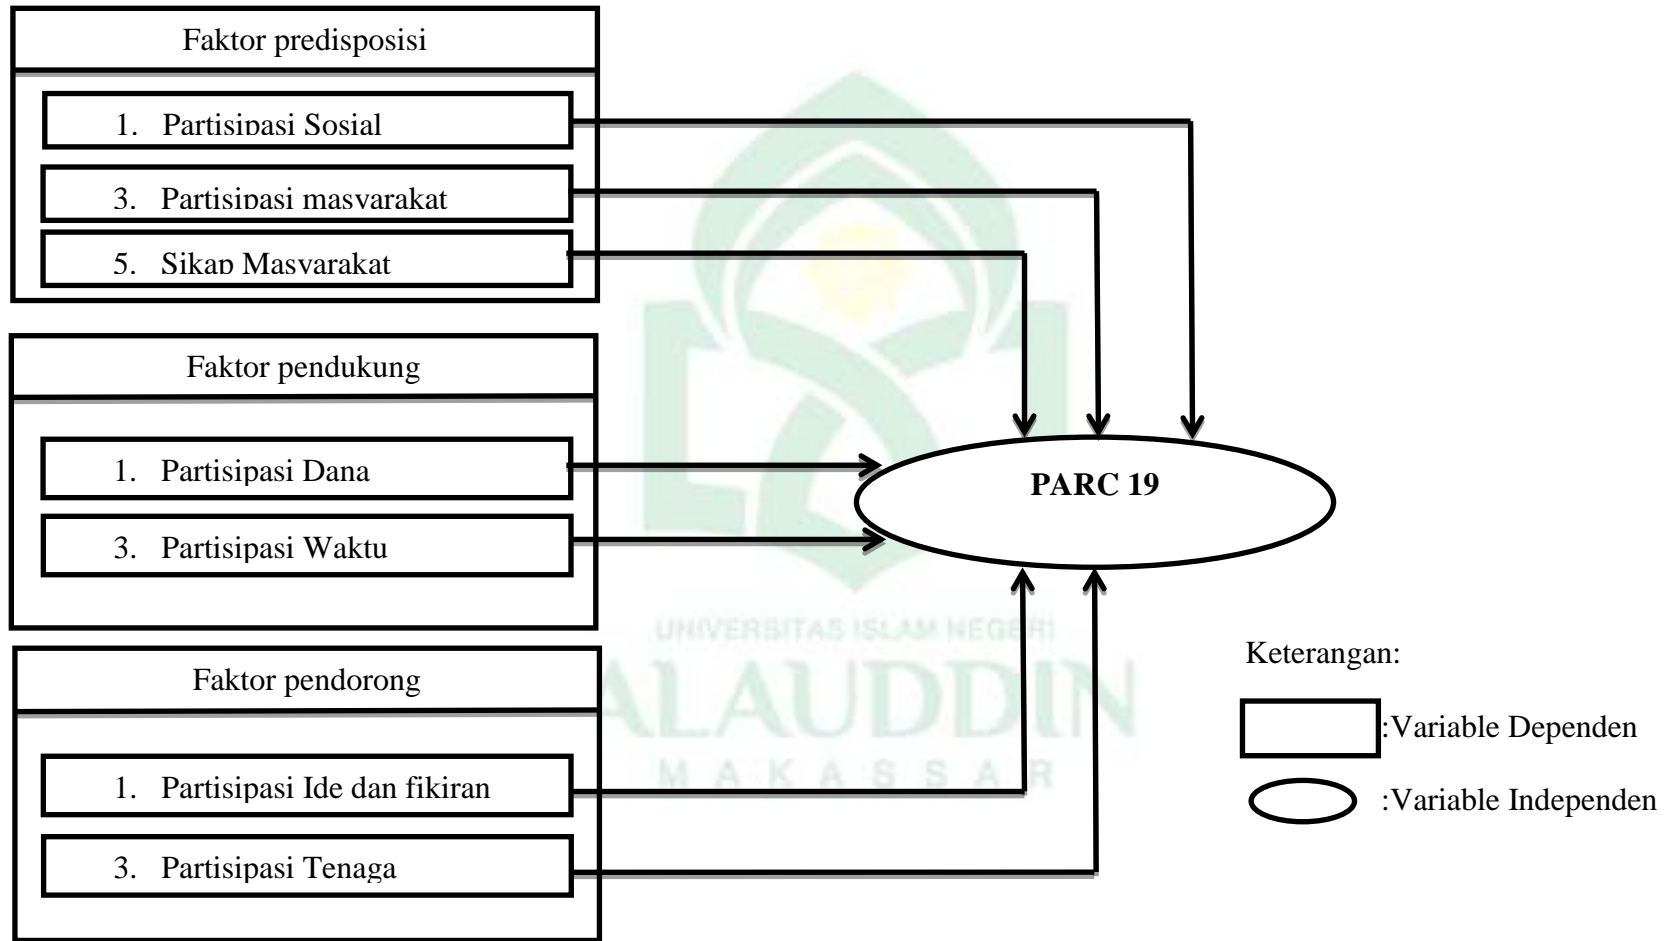 Faktor predisposisi
1. Partisipasi Sosial
3. Partisipasi masyarakat
5. Sikap Masyarakat
Faktor pendukung
1. Partisipasi Dana
3. Partisipasi Waktu
Faktor pendorong
1. Partisipasi Ide dan fikiran
3. Partisipasi Tenaga
PARC 19
UNIVERSITAS ISLAM NEGERI
ALAUDDIN
MAKASSAR
Keterangan:
:Variable Dependen
:Variable Independen